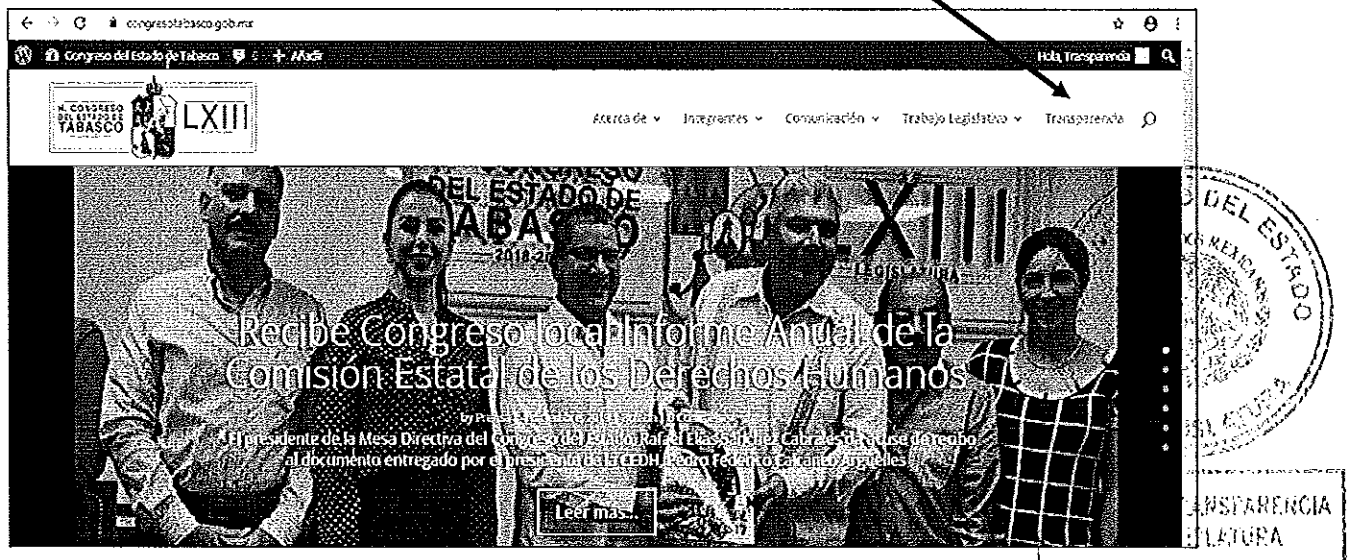 congresotabasco.gob.mx
Congreso del Estado de Tabasco
+ Añadir
Hola, Transparencia
H. CONGRESO
DEL ESTADO DE
TABASCO
LXIII
Acerca de
Integrantes
Comunicación
Trabajo Legislativo
Transparencia
DEL ESTADO DE
XIII
LEGISLATURA
Recibe Congreso local Informe Anual de la
Comisión Estatal de los Derechos Humanos
by
El presidente de la Mesa Directiva del Congreso del Estado, Rafael Elías Sánchez Cabrales da acuse de recibo
al documento entregado por el presidente de la CEDH, Pedro Federico Calcáneo Argüelles
Leer más...
DEL ESTADO